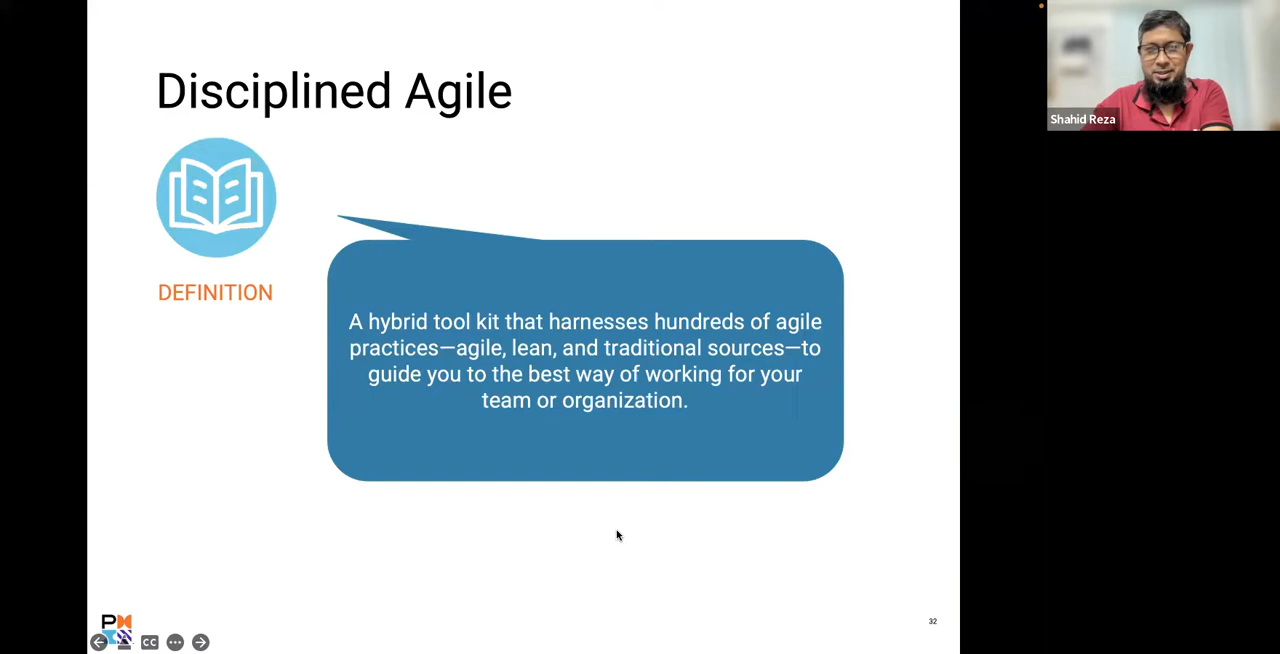 Disciplined Agile
DEFINITION
A hybrid tool kit that harnesses hundreds of agile
practices—agile, lean, and traditional sources—to
guide you to the best way of working for your
team or organization.
Shahid Reza
32
CC